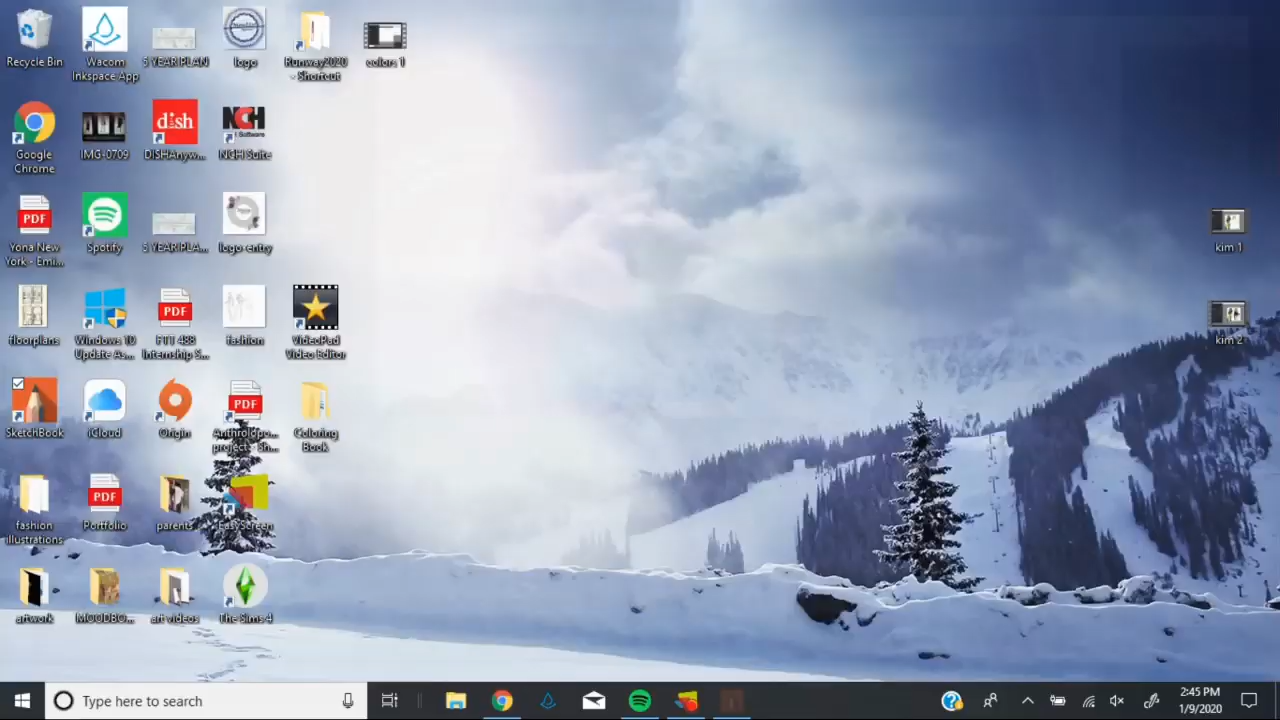 Recycle Bin
Wacom
Inkspace App
5 YEAR PLAN
logo
Runway2020
- Shortcut
colors 1
Google
Chrome
IMG-0709
dish
DISHAnyw...
NCH
Software
NCH Suite
PDF
Yona New
York - Emi...
Spotify
5 YEAR PLA...
logo-entry
kim 1
floorplans
Windows 10
Update As...
PDF
FTT 488
Internship S...
fashion
VideoPad
Video Editor
kim 2
SketchBook
iCloud
Origin
PDF
Anthropolo...
project - Sh...
Coloring
Book
fashion
illustrations
PDF
Portfolio
parents
EasyScreen
artwork
MOODBO...
art videos
The Sims 4
Type here to search
2:45 PM
1/9/2020